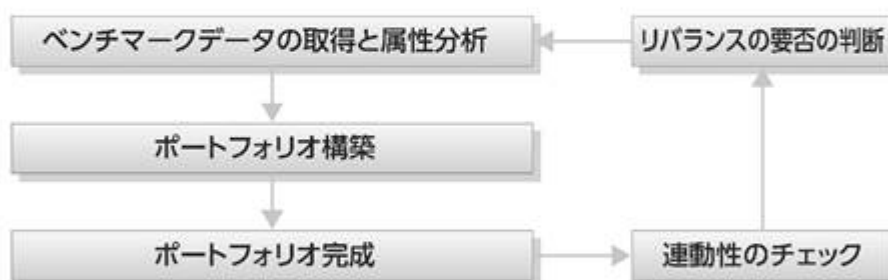 ベンチマークデータの取得と属性分析
リバランスの要否の判断
ポートフォリオ構築
ポートフォリオ完成
連動性のチェック